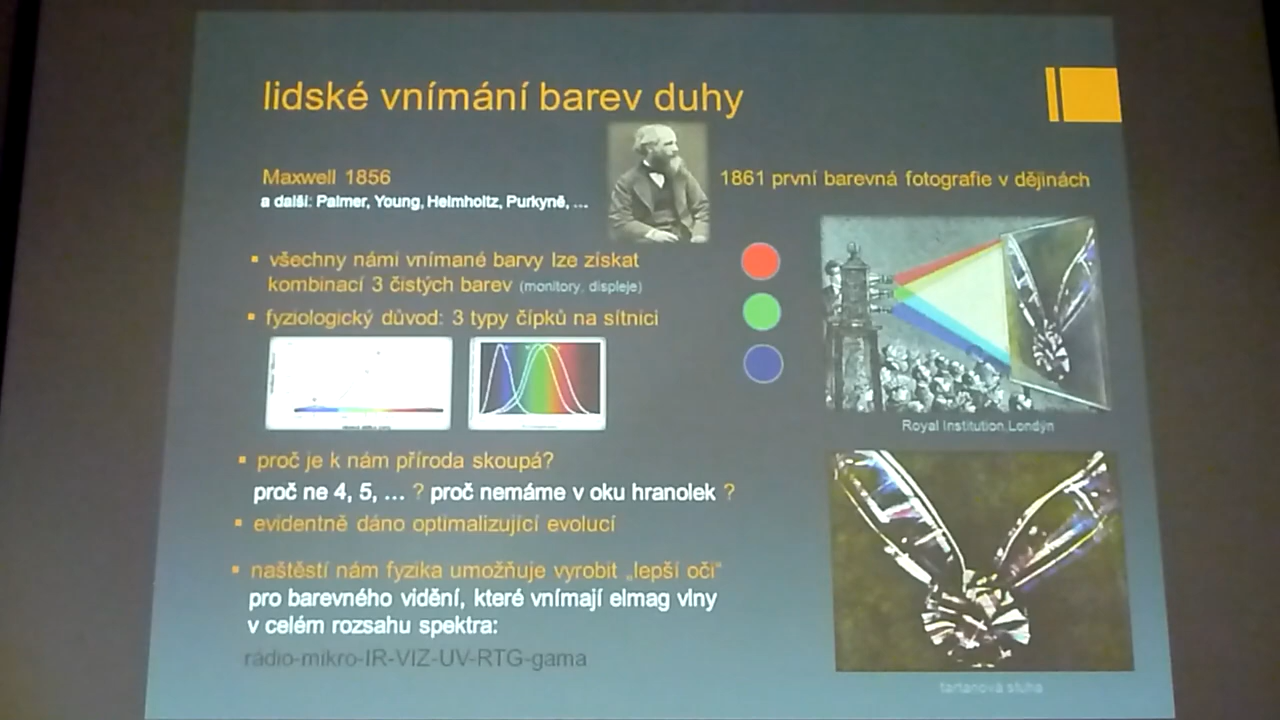 lidské vnímání barev duhy
Maxwell 1856
a další: Palmer, Young, Helmholtz, Purkyně, ...
1861 první barevná fotografie v dějinách
▪ všechny námi vnímané barvy lze získat
kombinací 3 čistých barev (monitory, displeje)
▪ fyziologický důvod: 3 typy čípků na sítnici
Royal Institution,Londýn
▪ proč je k nám příroda skoupá?
proč ne 4, 5, ... ? proč nemáme v oku hranolek ?
▪ evidentně dáno optimalizující evolucí
▪ naštěstí nám fyzika umožňuje vyrobit „lepší oči“
pro barevného vidění, které vnímají elmag vlny
v celém rozsahu spektra:
rádio-mikro-IR-VIZ-UV-RTG-gama
tartanová stuha